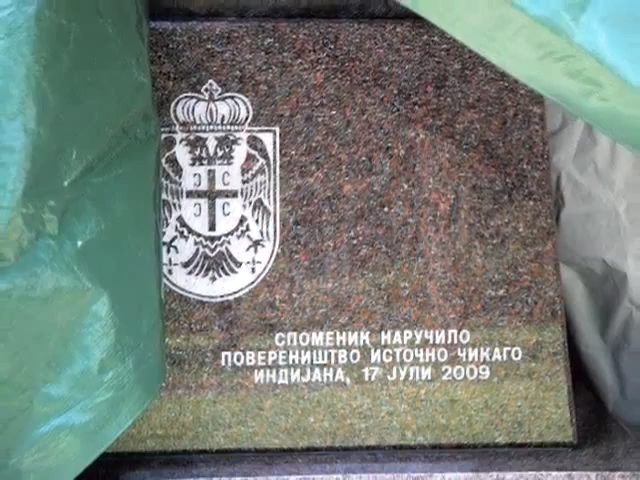 СПОМЕНИК НАРУЧИЛО
ПОВЕРЕНИШТВО ИСТОЧНО ЧИКАГО
ИНДИЈАНА, 17 ЈУЛИ 2009